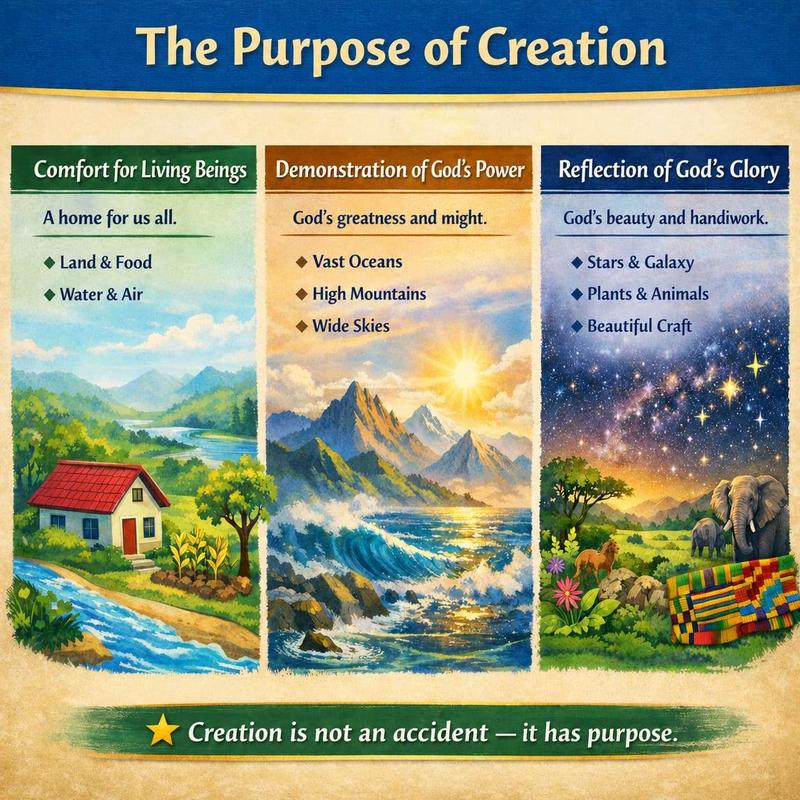 The Purpose of Creation
Comfort for Living Beings
A home for us all.
◆ Land & Food
◆ Water & Air
Demonstration of God's Power
God's greatness and might.
◆ Vast Oceans
◆ High Mountains
◆ Wide Skies
Reflection of God's Glory
God's beauty and handiwork.
◆ Stars & Galaxy
◆ Plants & Animals
◆ Beautiful Craft
Creation is not an accident — it has purpose.